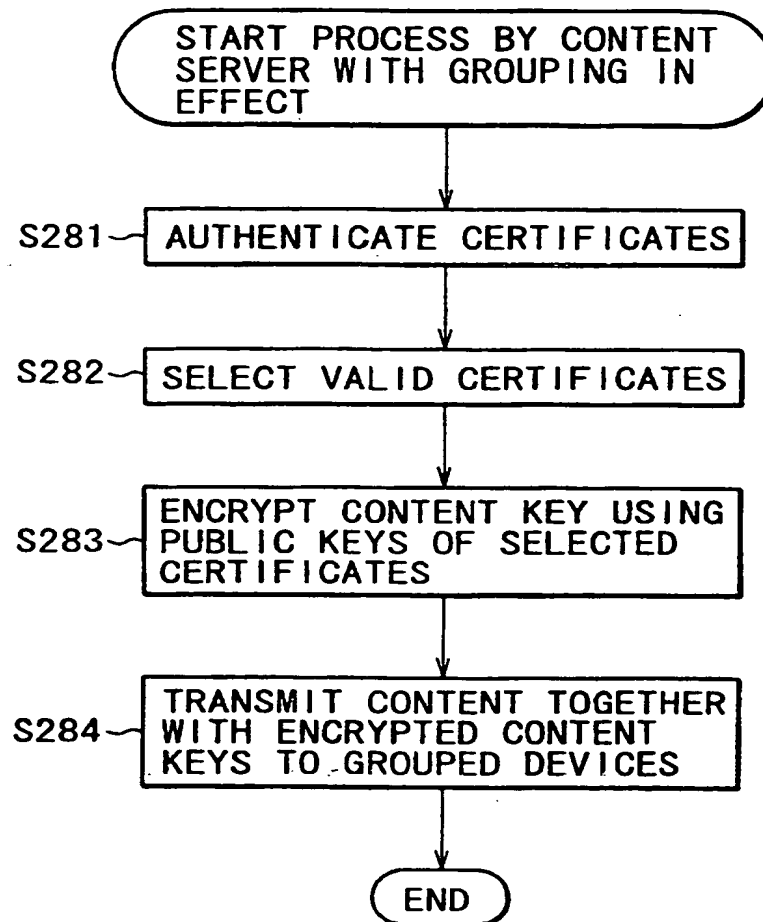 START PROCESS BY CONTENT
SERVER WITH GROUPING IN
EFFECT
S281
AUTHENTICATE CERTIFICATES
S282
SELECT VALID CERTIFICATES
S283
ENCRYPT CONTENT KEY USING
PUBLIC KEYS OF SELECTED
CERTIFICATES
S284
TRANSMIT CONTENT TOGETHER
WITH ENCRYPTED CONTENT
KEYS TO GROUPED DEVICES
END